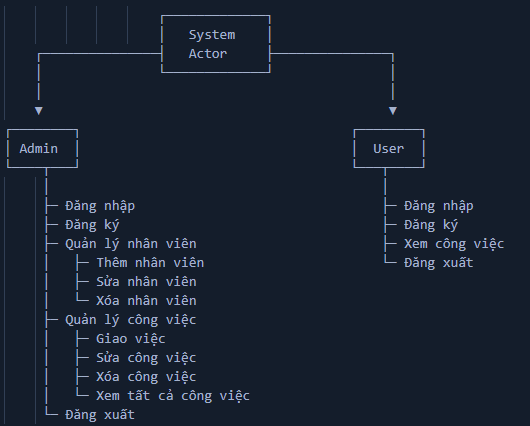 System
Actor
Admin
User
Đăng nhập
Đăng ký
Quản lý nhân viên
Thêm nhân viên
Sửa nhân viên
Xóa nhân viên
Quản lý công việc
Giao việc
Sửa công việc
Xóa công việc
Xem tất cả công việc
Đăng xuất
Đăng nhập
Đăng ký
Xem công việc
Đăng xuất